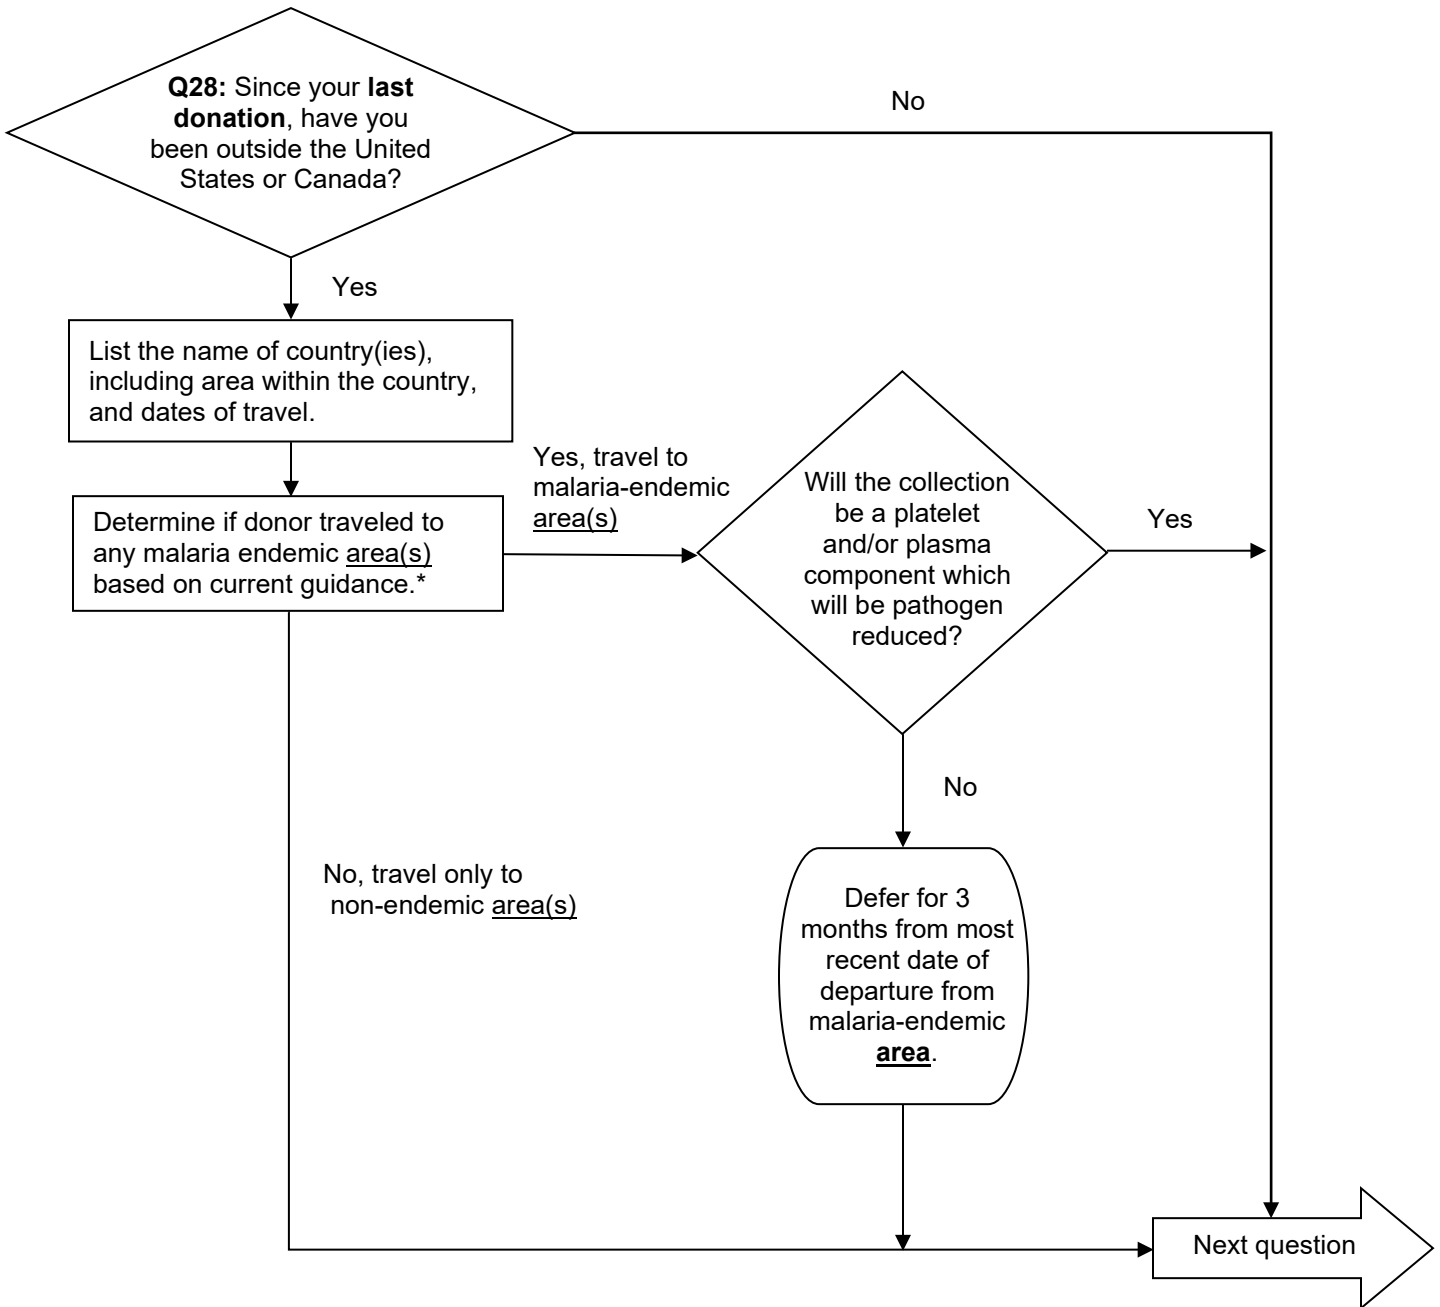 Q28: Since your last
donation, have you
been outside the United
States or Canada?
No
Yes
List the name of country(ies),
including area within the country,
and dates of travel.
Determine if donor traveled to
any malaria endemic area(s)
based on current guidance.*
Yes, travel to
malaria-endemic
area(s)
Will the collection
be a platelet
and/or plasma
component which
will be pathogen
reduced?
Yes
No
No, travel only to
non-endemic area(s)
Defer for 3
months from most
recent date of
departure from
malaria-endemic
area.
Next question